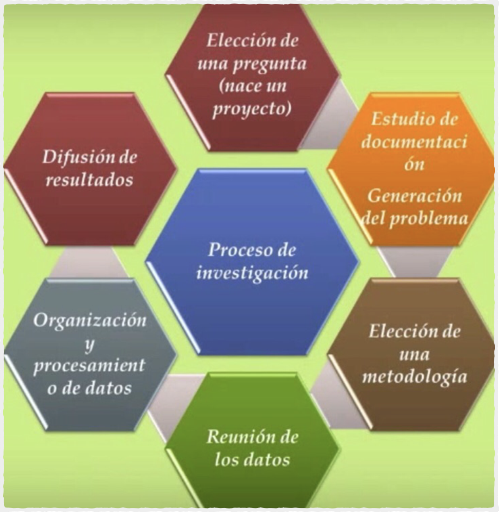 Elección de
una pregunta
(nace un
proyecto)
Estudio de
documentaci
ón
Generación
del problema
Elección de
una
metodología
Reunión de
los datos
Organización
y
procesamient
o de datos
Difusión de
resultados
Proceso de
investigación